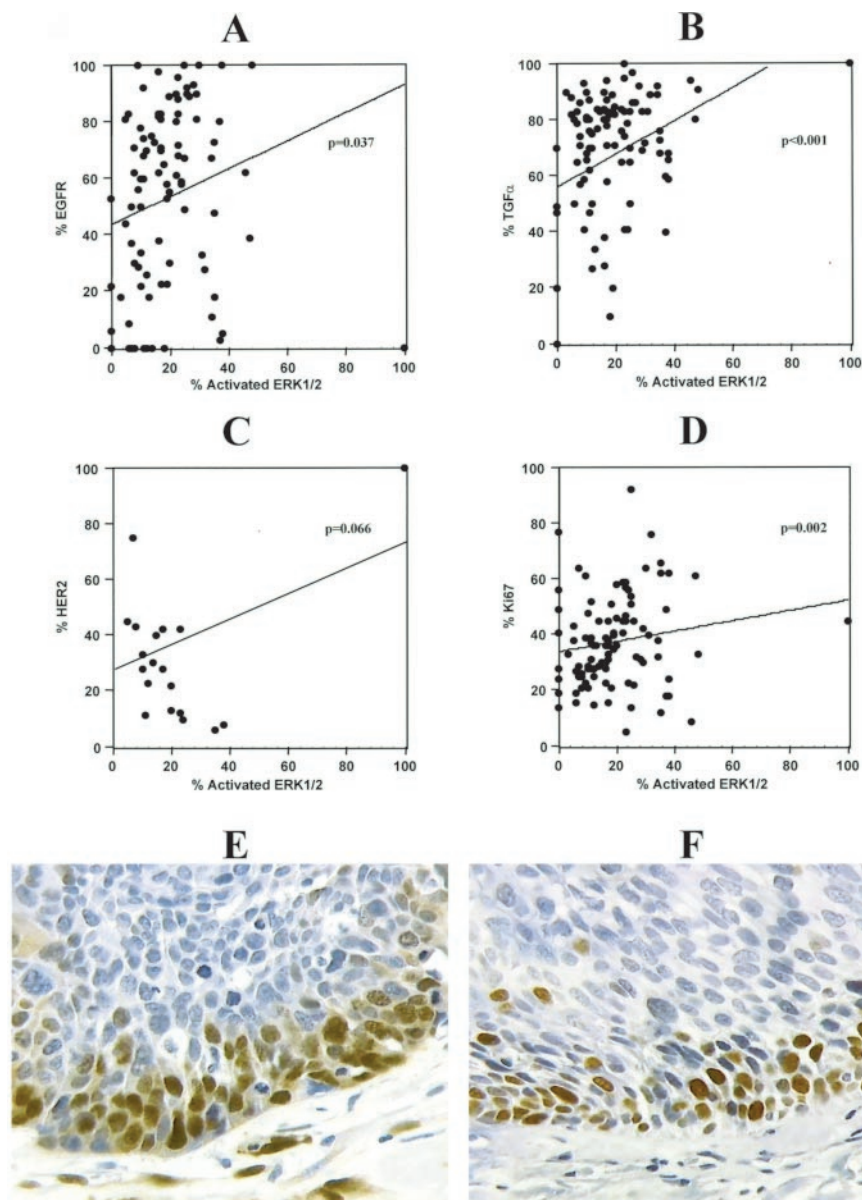 A
B
100
80
60
40
20
0
% EGFR
p=0.037
0 20 40 60 80 100
% Activated ERK1/2
100
80
60
40
20
0
% TGFα
p<0.001
0 20 40 60 80 100
% Activated ERK1/2
C
D
100
80
60
40
20
0
% HER2
p=0.066
0 20 40 60 80 100
% Activated ERK1/2
100
80
60
40
20
0
% Ki67
p=0.002
0 20 40 60 80 100
% Activated ERK1/2
E
F